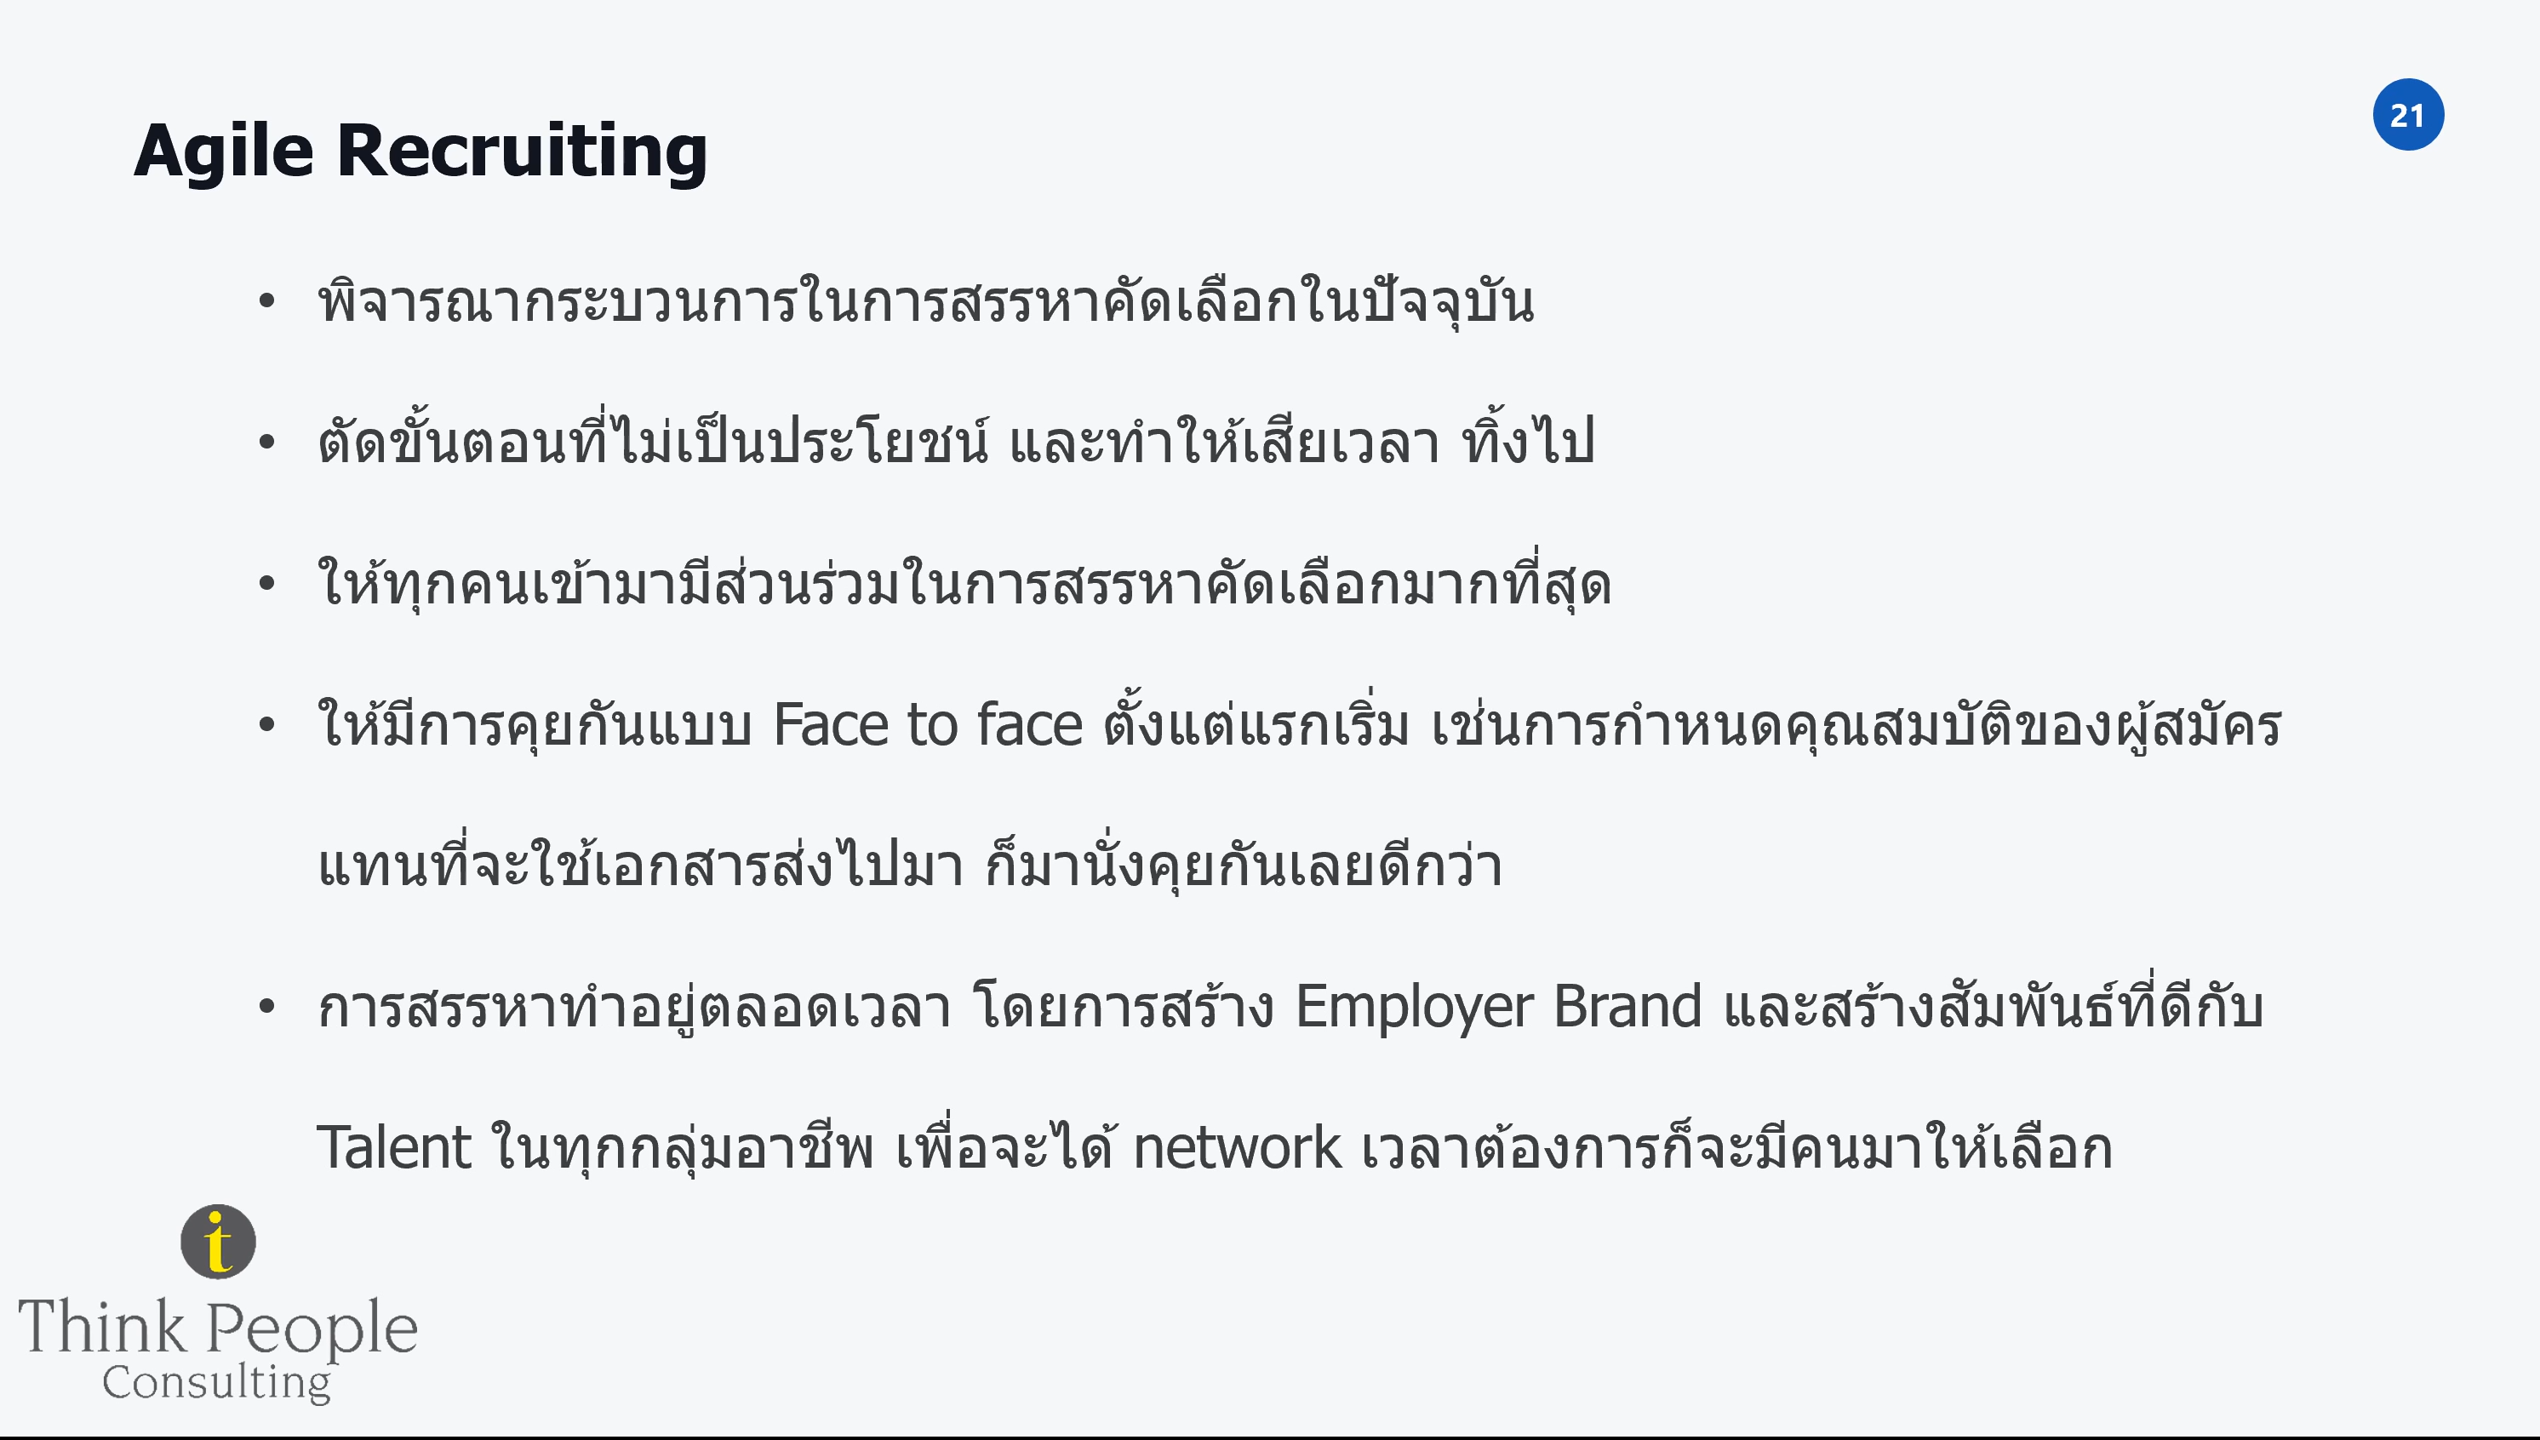 21
Agile Recruiting
• พิจารณากระบวนการในการสรรหาคัดเลือกในปัจจุบัน
• ตัดขั้นตอนที่ไม่เป็นประโยชน์ และทำให้เสียเวลา ทิ้งไป
• ให้ทุกคนเข้ามามีส่วนร่วมในการสรรหาคัดเลือกมากที่สุด
• ให้มีการคุยกันแบบ Face to face ตั้งแต่แรกเริ่ม เช่นการกำหนดคุณสมบัติของผู้สมัคร
แทนที่จะใช้เอกสารส่งไปมา ก็มานั่งคุยกันเลยดีกว่า
• การสรรหาทำอยู่ตลอดเวลา โดยการสร้าง Employer Brand และสร้างสัมพันธ์ที่ดีกับ
Talent ในทุกกลุ่มอาชีพ เพื่อจะได้ network เวลาต้องการก็จะมีคนมาให้เลือก
Think People
Consulting